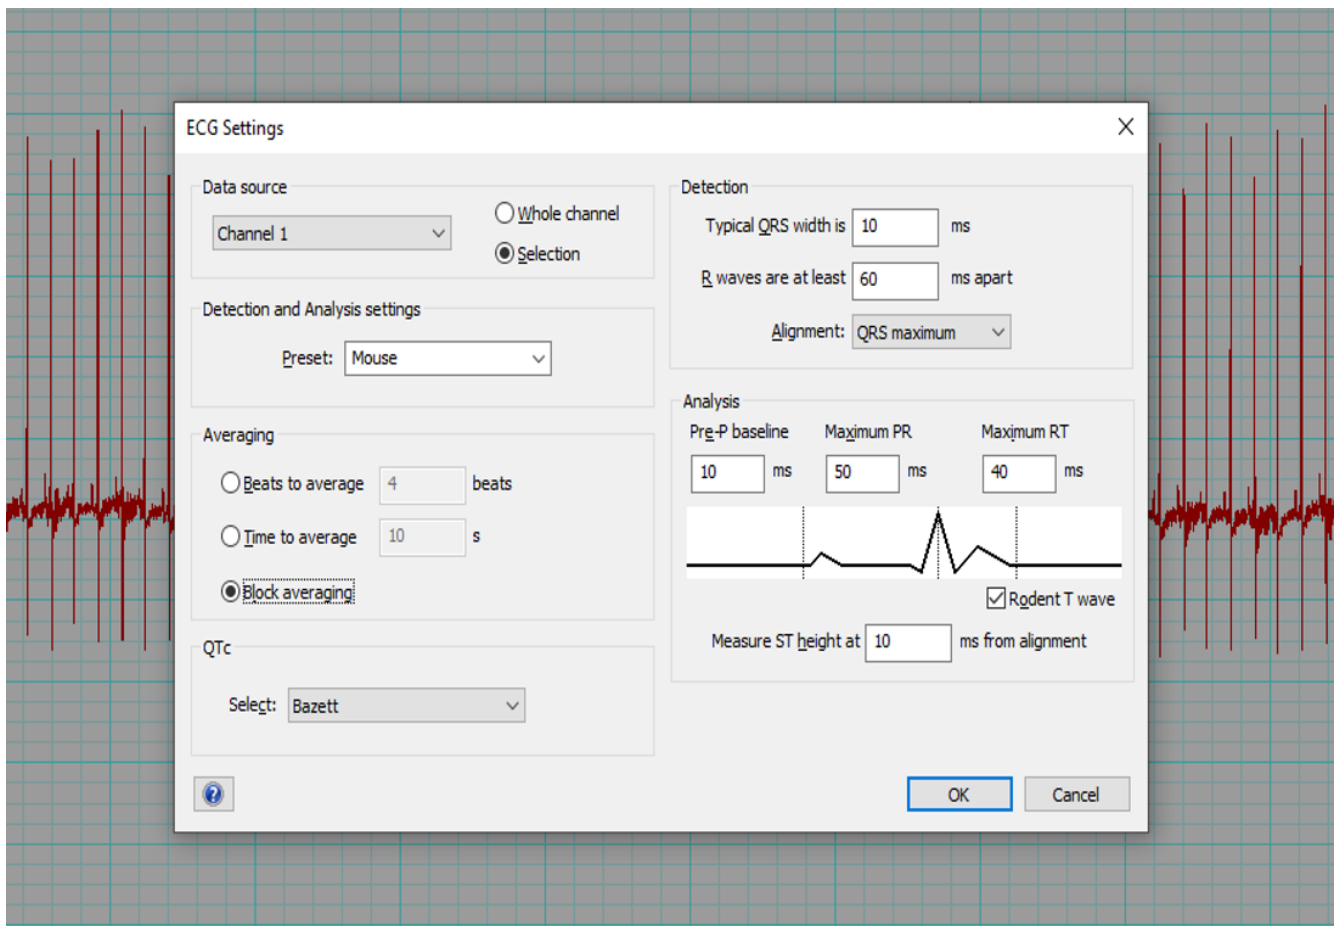 ECG Settings
Data source
Channel 1
Whole channel
Selection
Detection and Analysis settings
Preset: Mouse
Averaging
Beats to average 4 beats
Time to average 10 s
Block averaging
QTc
Select: Bazett
Detection
Typical QRS width is 10 ms
R waves are at least 60 ms apart
Alignment: QRS maximum
Analysis
Pre-P baseline Maximum PR Maximum RT
10 ms 50 ms 40 ms
Rodent T wave
Measure ST height at 10 ms from alignment
?
OK Cancel